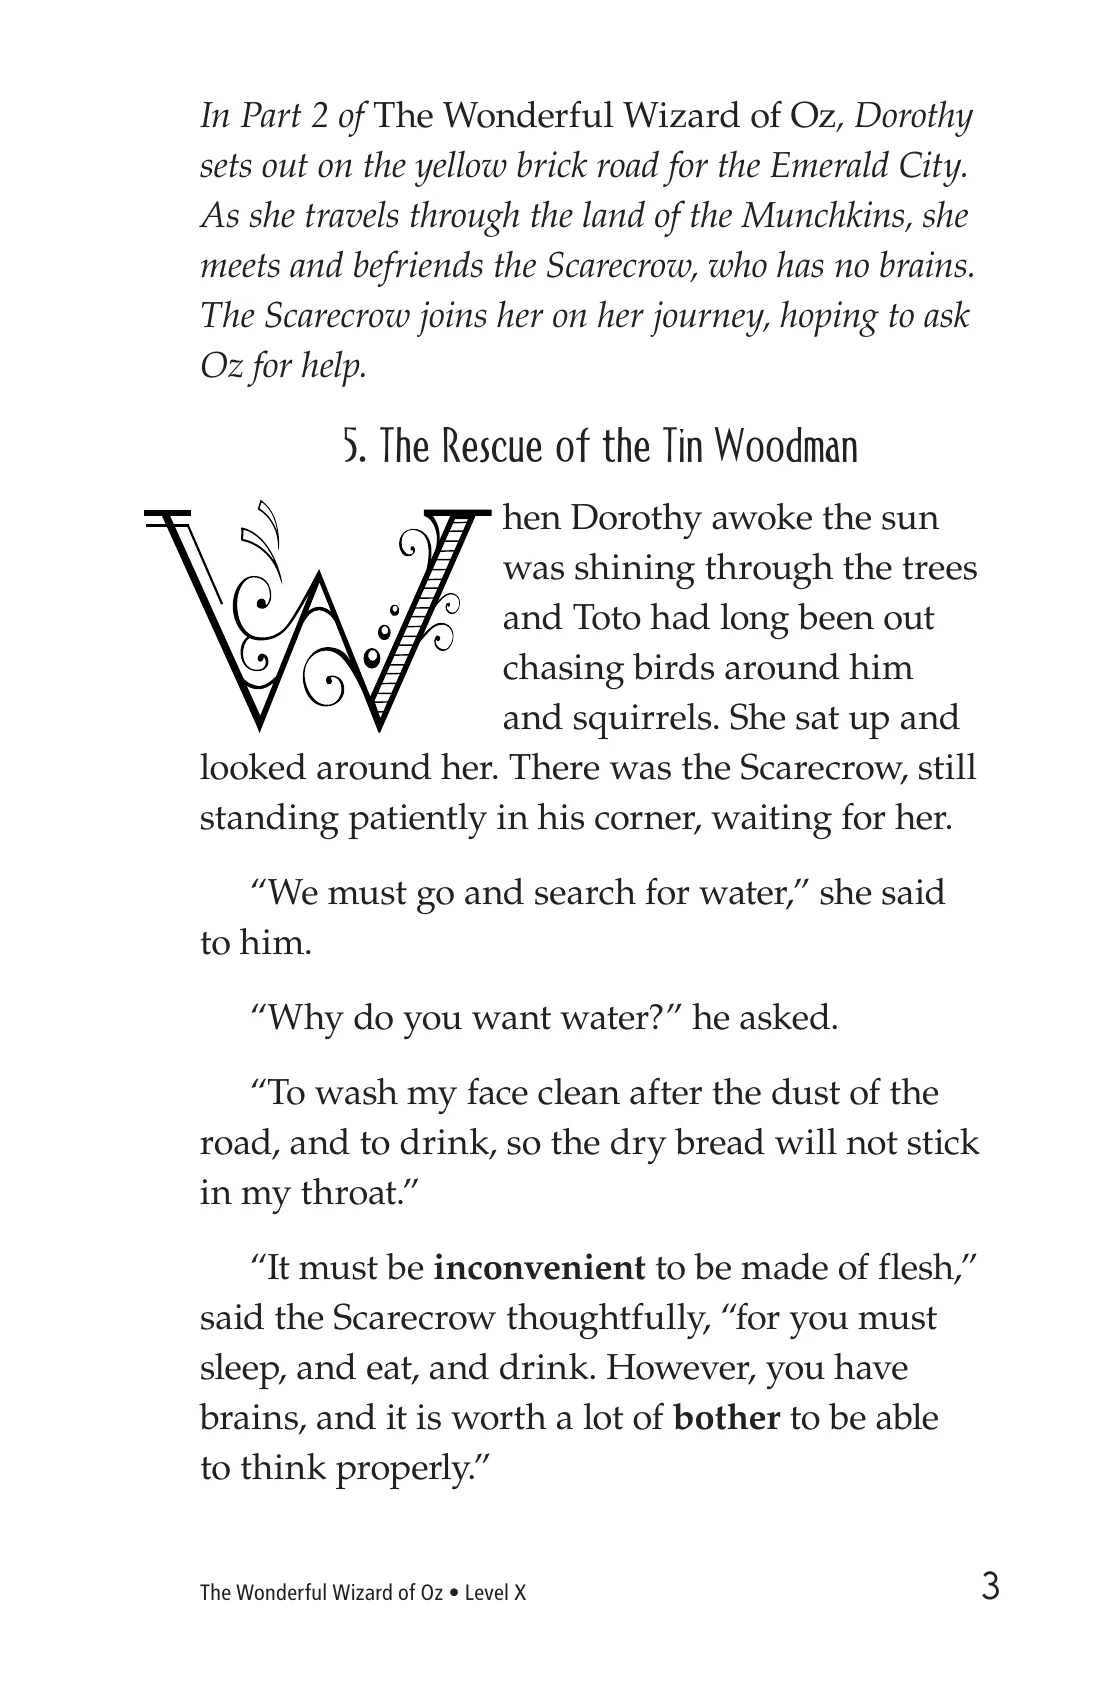 In Part 2 of The Wonderful Wizard of Oz, Dorothy
sets out on the yellow brick road for the Emerald City.
As she travels through the land of the Munchkins, she
meets and befriends the Scarecrow, who has no brains.
The Scarecrow joins her on her journey, hoping to ask
Oz for help.
5. The Rescue of the Tin Woodman
When Dorothy awoke the sun
was shining through the trees
and Toto had long been out
chasing birds around him
and squirrels. She sat up and
looked around her. There was the Scarecrow, still
standing patiently in his corner, waiting for her.
“We must go and search for water,” she said
to him.
“Why do you want water?” he asked.
“To wash my face clean after the dust of the
road, and to drink, so the dry bread will not stick
in my throat.”
“It must be inconvenient to be made of flesh,”
said the Scarecrow thoughtfully, “for you must
sleep, and eat, and drink. However, you have
brains, and it is worth a lot of bother to be able
to think properly.”
The Wonderful Wizard of Oz • Level X
3